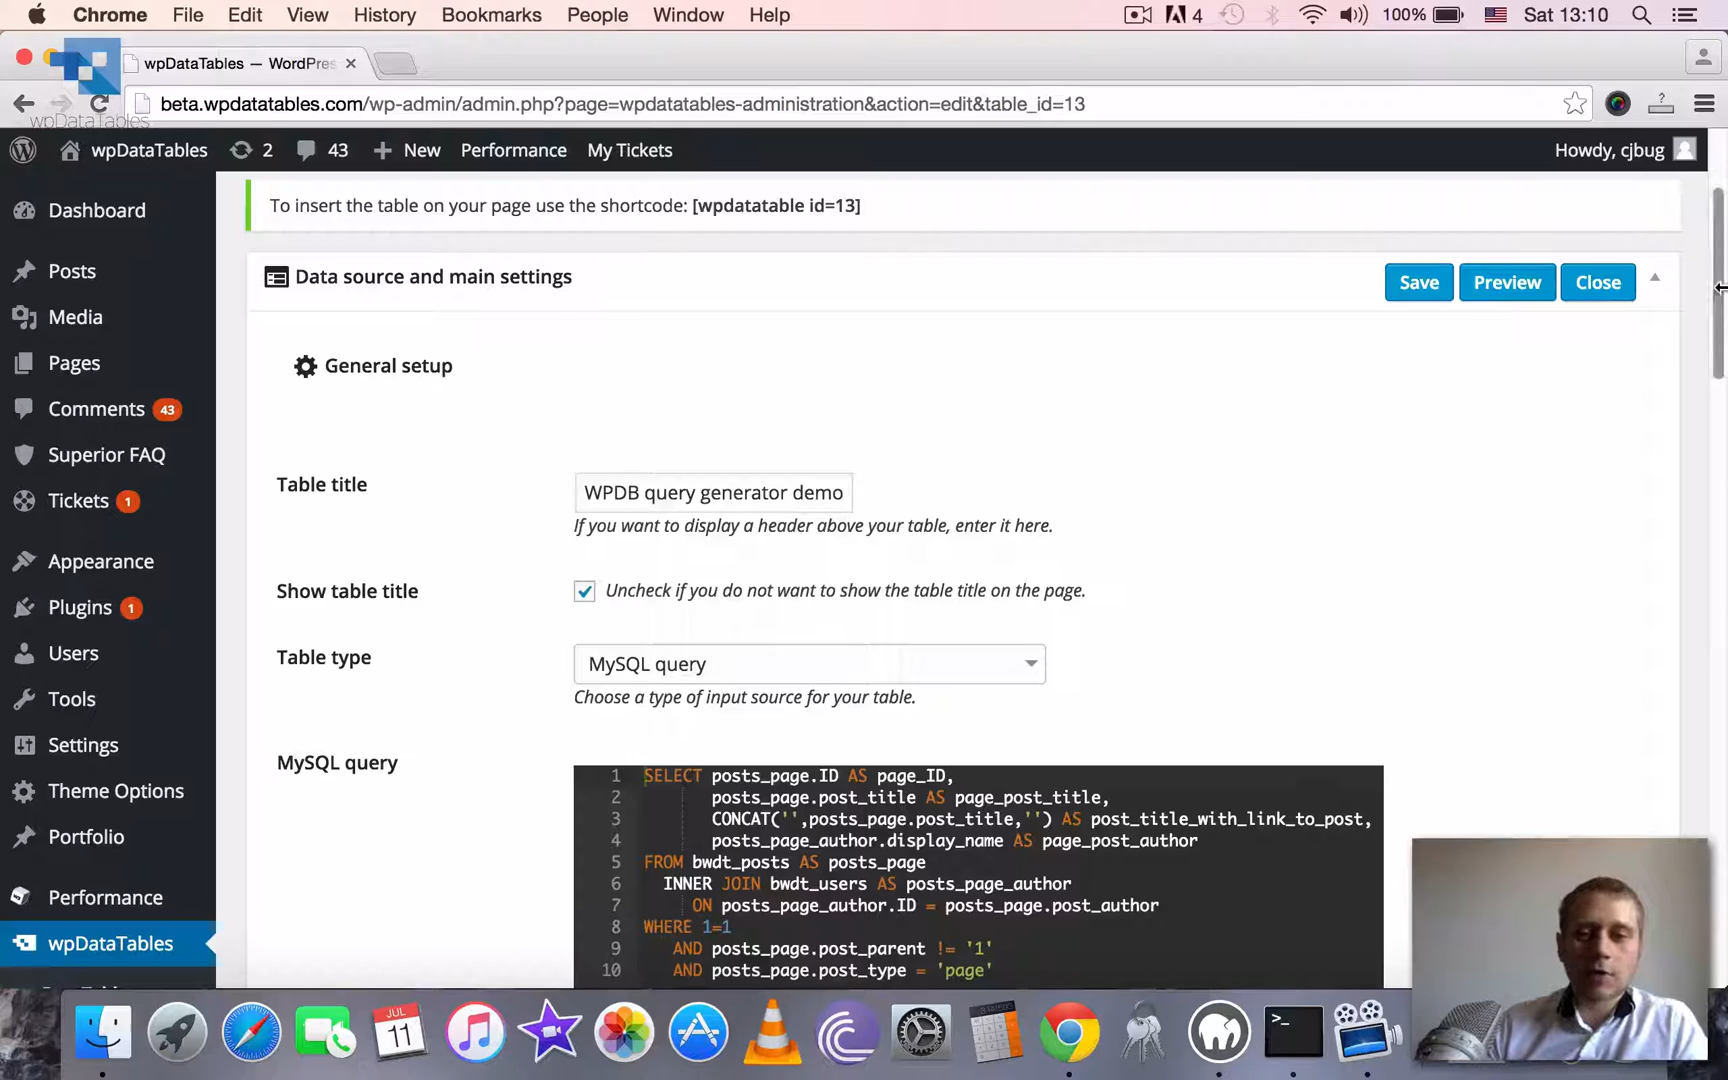 Chrome File Edit View History Bookmarks People Window Help 4 100% Sat 13:10
wpDataTables — WordPres
beta.wpdatatables.com/wp-admin/admin.php?page=wpdatatables-administration&action=edit&table_id=13
wpDataTables
wpDataTables 2 43 New Performance My Tickets Howdy, cjbug
Dashboard
Posts
Media
Pages
Comments 43
Superior FAQ
Tickets 1
Appearance
Plugins 1
Users
Tools
Settings
Theme Options
Portfolio
Performance
wpDataTables
To insert the table on your page use the shortcode: [wpdatatable id=13]
Data source and main settings
Save Preview Close
General setup
Table title
WPDB query generator demo
If you want to display a header above your table, enter it here.
Show table title
Uncheck if you do not want to show the table title on the page.
Table type
MySQL query
Choose a type of input source for your table.
MySQL query
1 SELECT posts_page.ID AS page_ID,
2 posts_page.post_title AS page_post_title,
3 CONCAT('',posts_page.post_title,'') AS post_title_with_link_to_post,
4 posts_page_author.display_name AS page_post_author
5 FROM bwdt_posts AS posts_page
6 INNER JOIN bwdt_users AS posts_page_author
7 ON posts_page_author.ID = posts_page.post_author
8 WHERE 1=1
9 AND posts_page.post_parent != '1'
10 AND posts_page.post_type = 'page'
JUL
11
>_